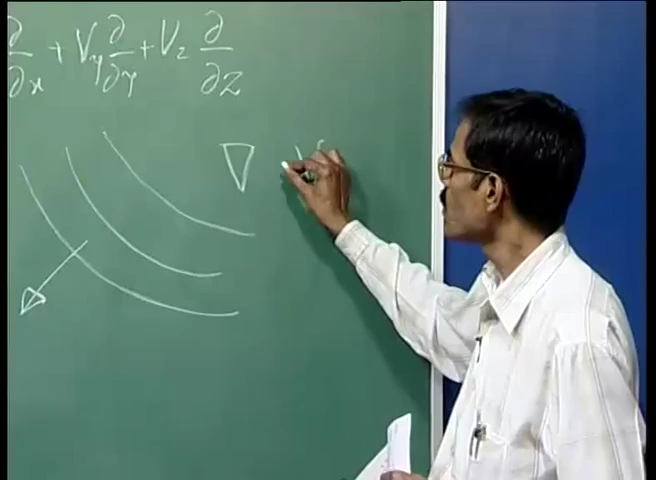 ∂/∂x + V_y ∂/∂y + V_z ∂/∂z
∇